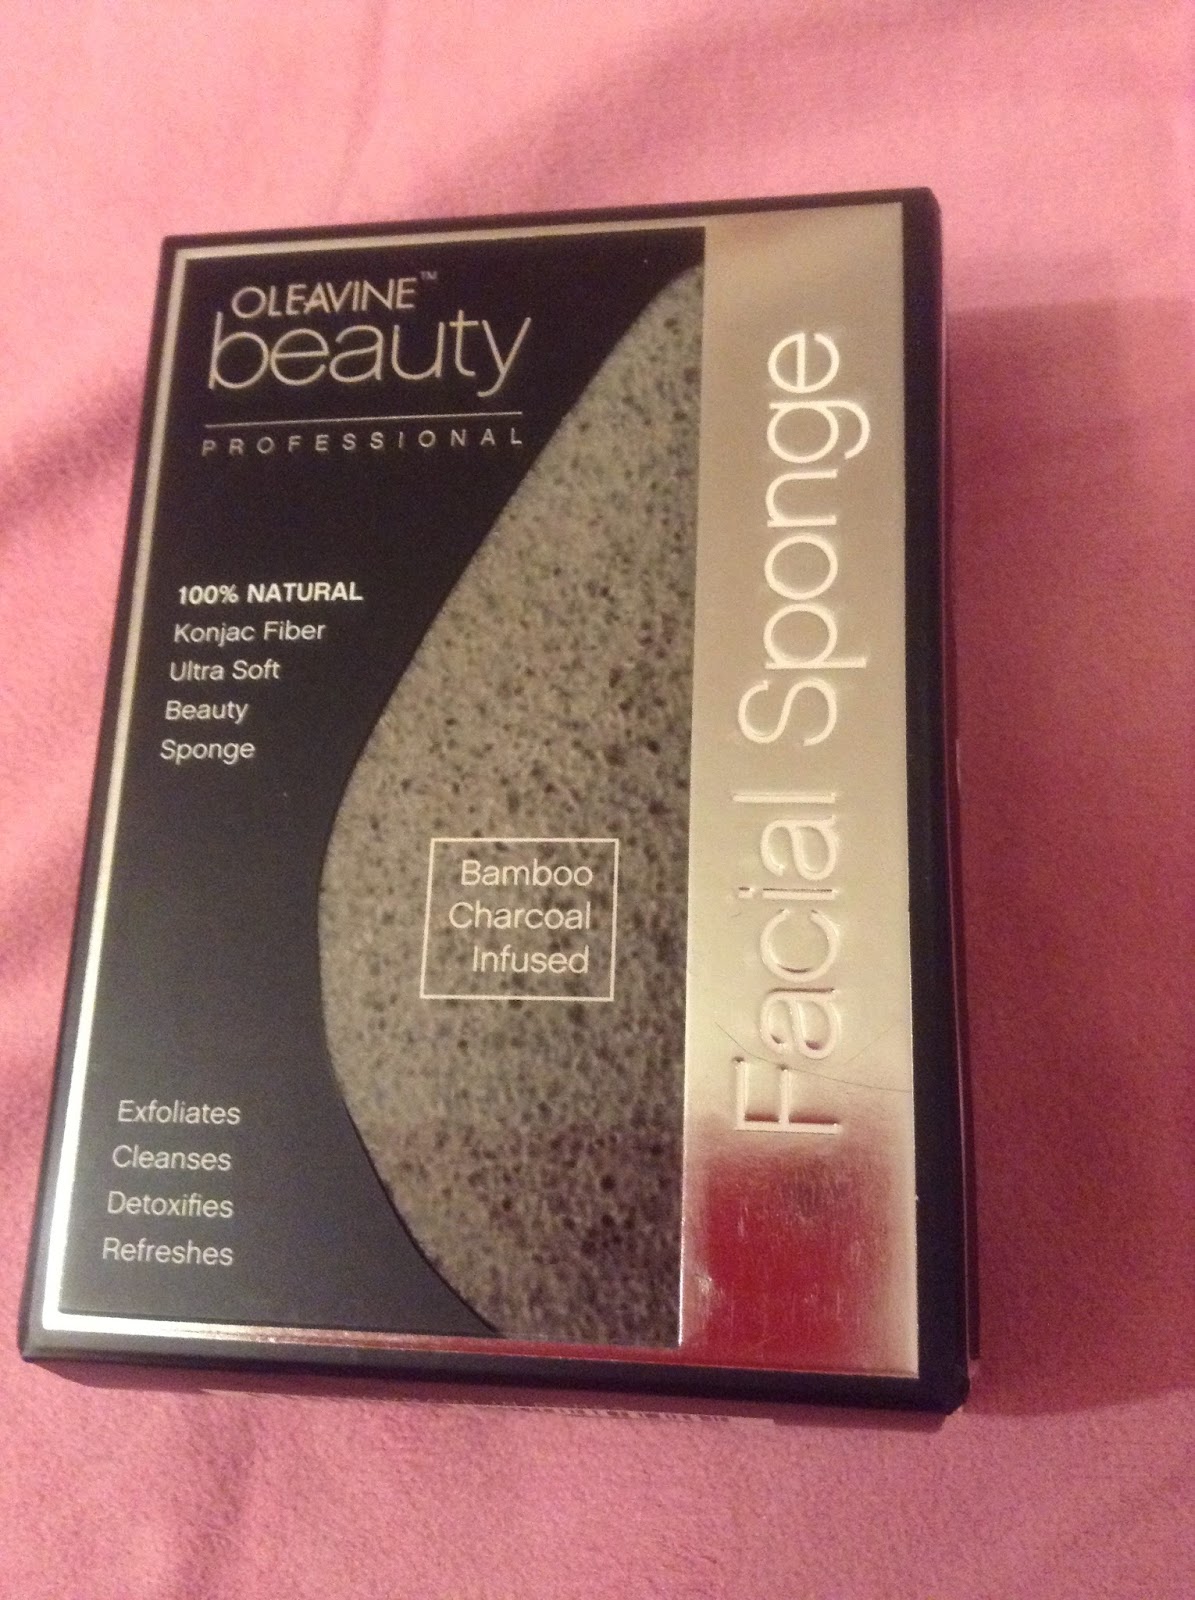 OLEAVINE™
beauty
PROFESSIONAL
100% NATURAL
Konjac Fiber
Ultra Soft
Beauty
Sponge
Bamboo
Charcoal
Infused
Exfoliates
Cleanses
Detoxifies
Refreshes
Facial Sponge